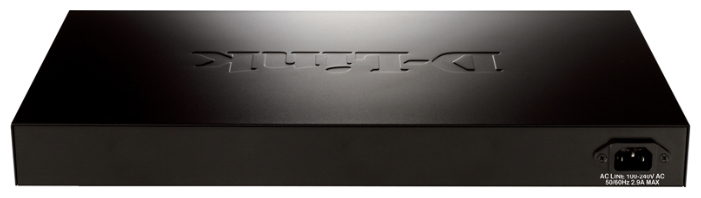 D-Link
AC LINE 100-240V AC
50/60Hz 2.9A MAX